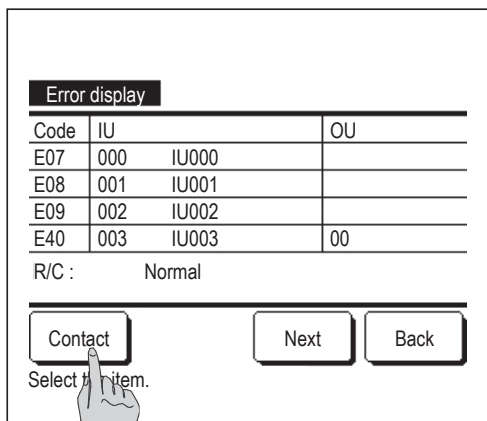 Error display
Code IU OU
E07 000 IU000
E08 001 IU001
E09 002 IU002
E40 003 IU003 00
R/C : Normal
Contact Next Back
Select item.